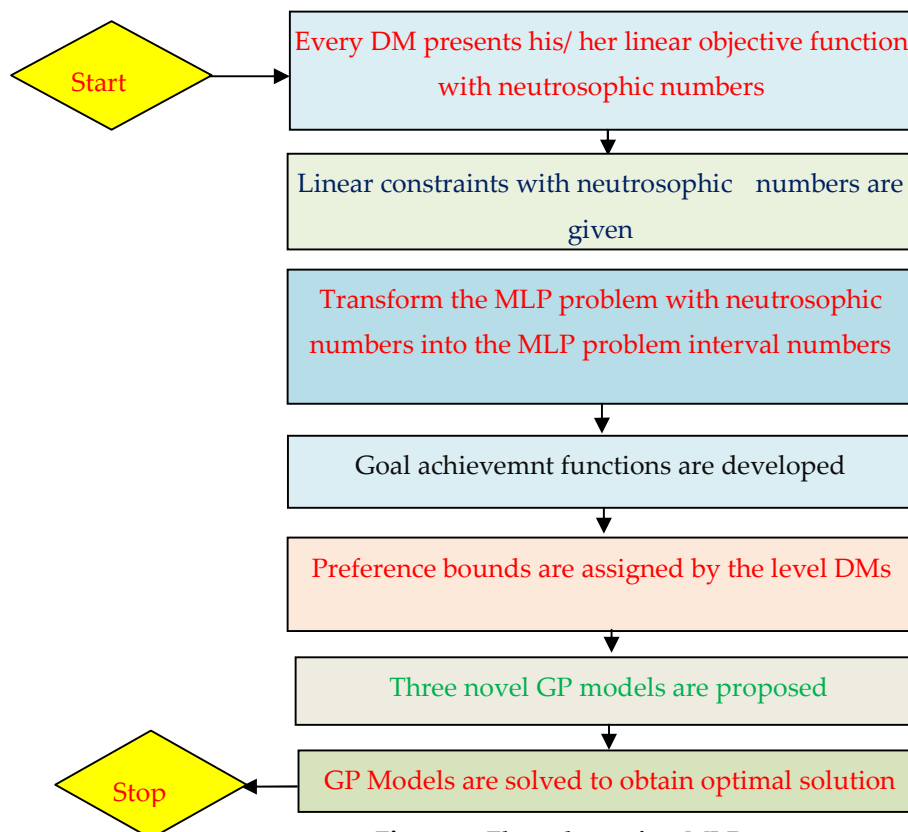 Start
Every DM presents his/ her linear objective function
with neutrosophic numbers
Linear constraints with neutrosophic numbers are
given
Transform the MLP problem with neutrosophic
numbers into the MLP problem interval numbers
Goal achievemnt functions are developed
Preference bounds are assigned by the level DMs
Three novel GP models are proposed
GP Models are solved to obtain optimal solution
Stop